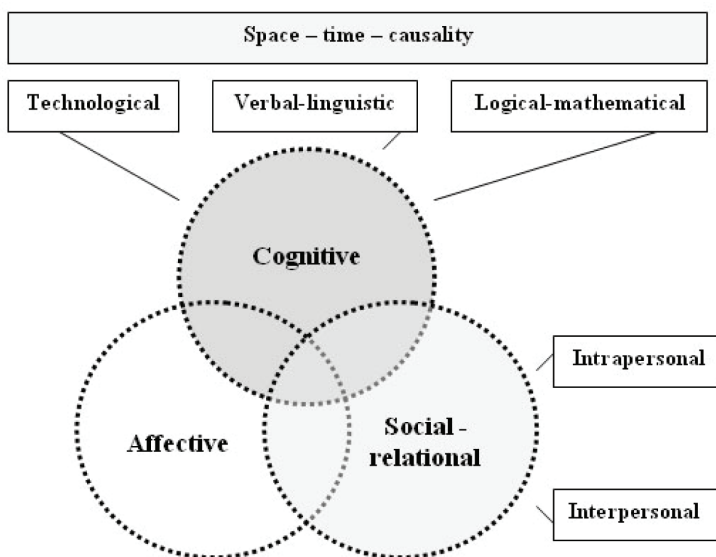 Space – time – causality
Technological
Verbal-linguistic
Logical-mathematical
Cognitive
Intrapersonal
Affective
Social -
relational
Interpersonal